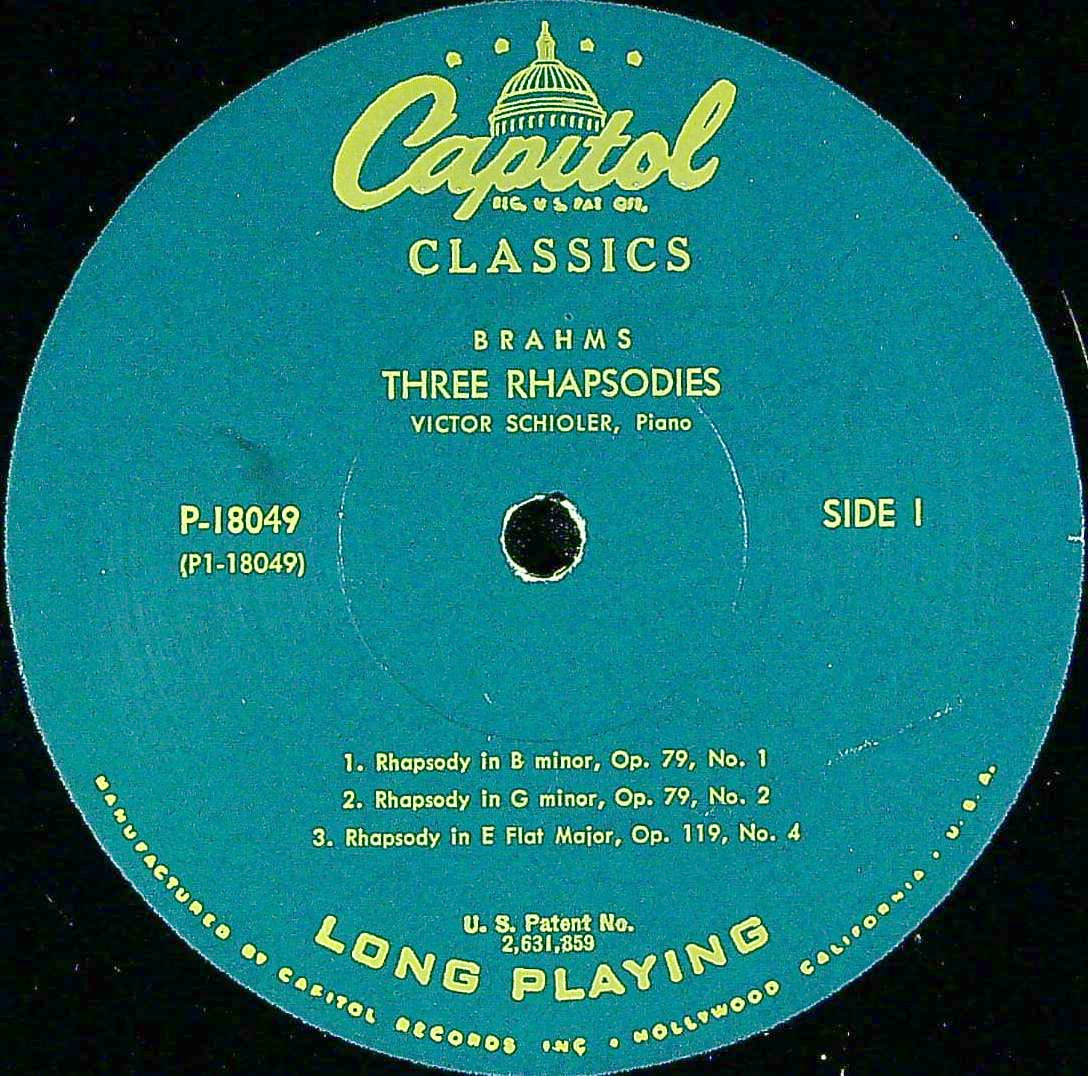 Capitol
REG. U.S. PAT. OFF.
CLASSICS
BRAHMS
THREE RHAPSODIES
VICTOR SCHIOLER, Piano
P-18049
(P1-18049)
SIDE 1
1. Rhapsody in B minor, Op. 79, No. 1
2. Rhapsody in G minor, Op. 79, No. 2
3. Rhapsody in E Flat Major, Op. 119, No. 4
U. S. Patent No.
2,631,859
LONG PLAYING
MANUFACTURED BY CAPITOL RECORDS INC • HOLLYWOOD CALIFORNIA • U. S. A.